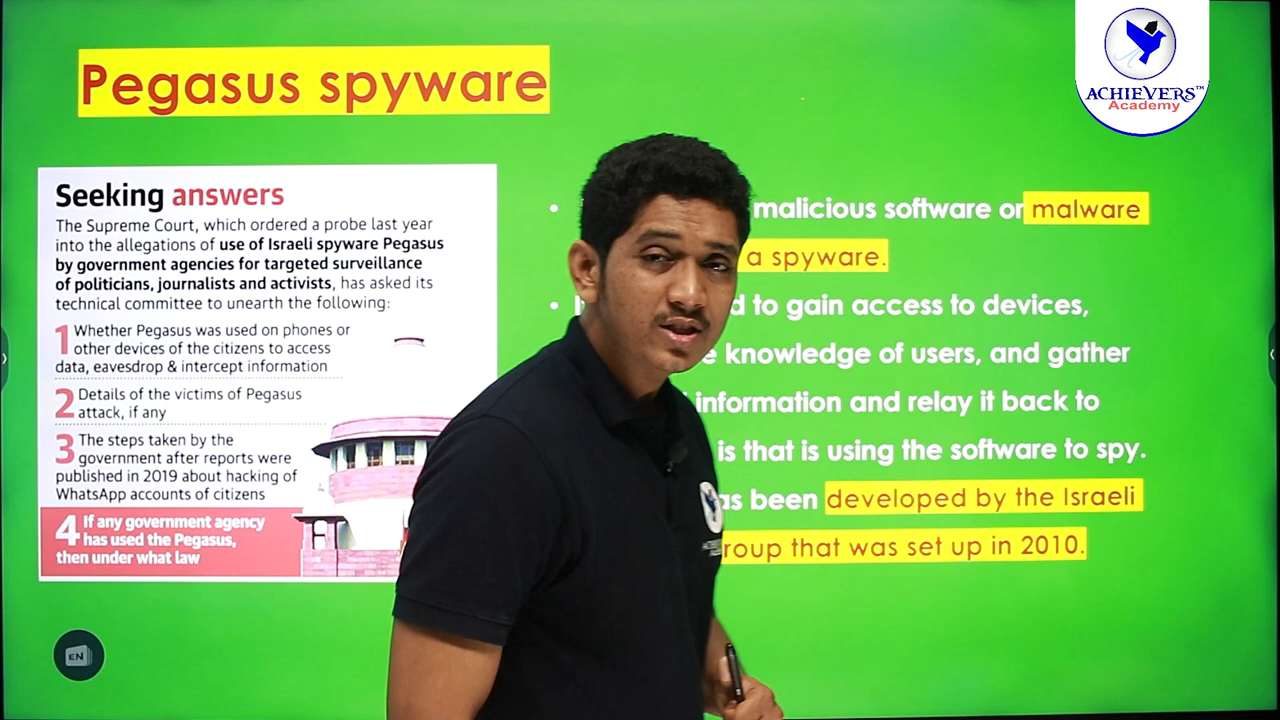 Pegasus spyware
ACHIEVERS™
Academy
Seeking answers
The Supreme Court, which ordered a probe last year
into the allegations of use of Israeli spyware Pegasus
by government agencies for targeted surveillance
of politicians, journalists and activists, has asked its
technical committee to unearth the following:
1 Whether Pegasus was used on phones or
other devices of the citizens to access
data, eavesdrop & intercept information
2 Details of the victims of Pegasus
attack, if any
3 The steps taken by the
government after reports were
published in 2019 about hacking of
WhatsApp accounts of citizens
4 If any government agency
has used the Pegasus,
then under what law
• malicious software or malware
a spyware.
• to gain access to devices,
knowledge of users, and gather
information and relay it back to
is that is using the software to spy.
been developed by the Israeli
that was set up in 2010.
EN